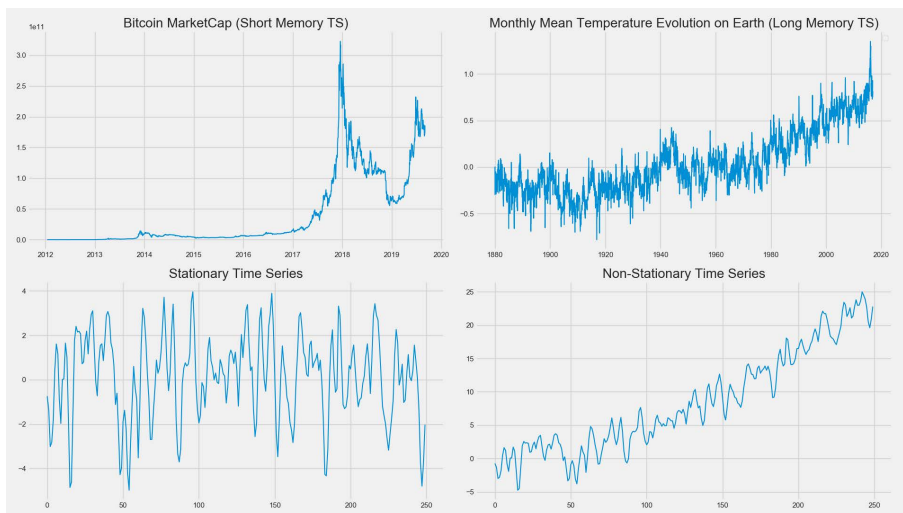 Bitcoin MarketCap (Short Memory TS)
1e11
3.0
2.5
2.0
1.5
1.0
0.5
0.0
2012 2013 2014 2015 2016 2017 2018 2019 2020
Monthly Mean Temperature Evolution on Earth (Long Memory TS)
1.0
0.5
0.0
−0.5
1880 1900 1920 1940 1960 1980 2000 2020
Stationary Time Series
4
2
0
−2
−4
0 50 100 150 200 250
Non-Stationary Time Series
25
20
15
10
5
0
−5
0 50 100 150 200 250